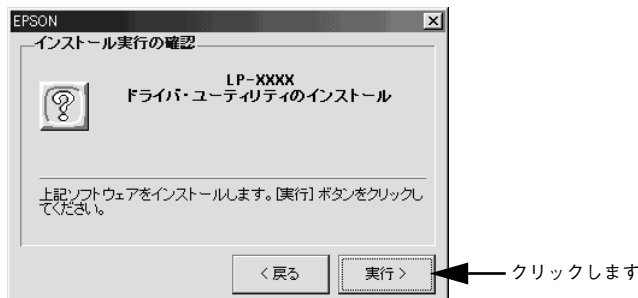 EPSON
インストール実行の確認
LP-XXXX
ドライバ・ユーティリティのインストール
上記ソフトウェアをインストールします。[実行] ボタンをクリックし
てください。
< 戻る
実行 >
クリックします